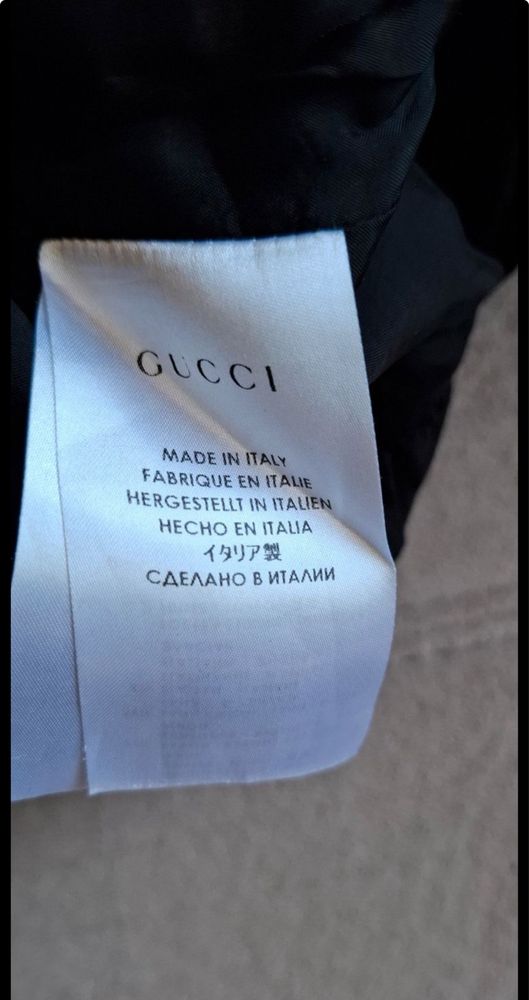 GUCCI
MADE IN ITALY
FABRIQUE EN ITALIE
HERGESTELLT IN ITALIEN
HECHO EN ITALIA
イタリア製
СДЕЛАНО В ИТАЛИИ